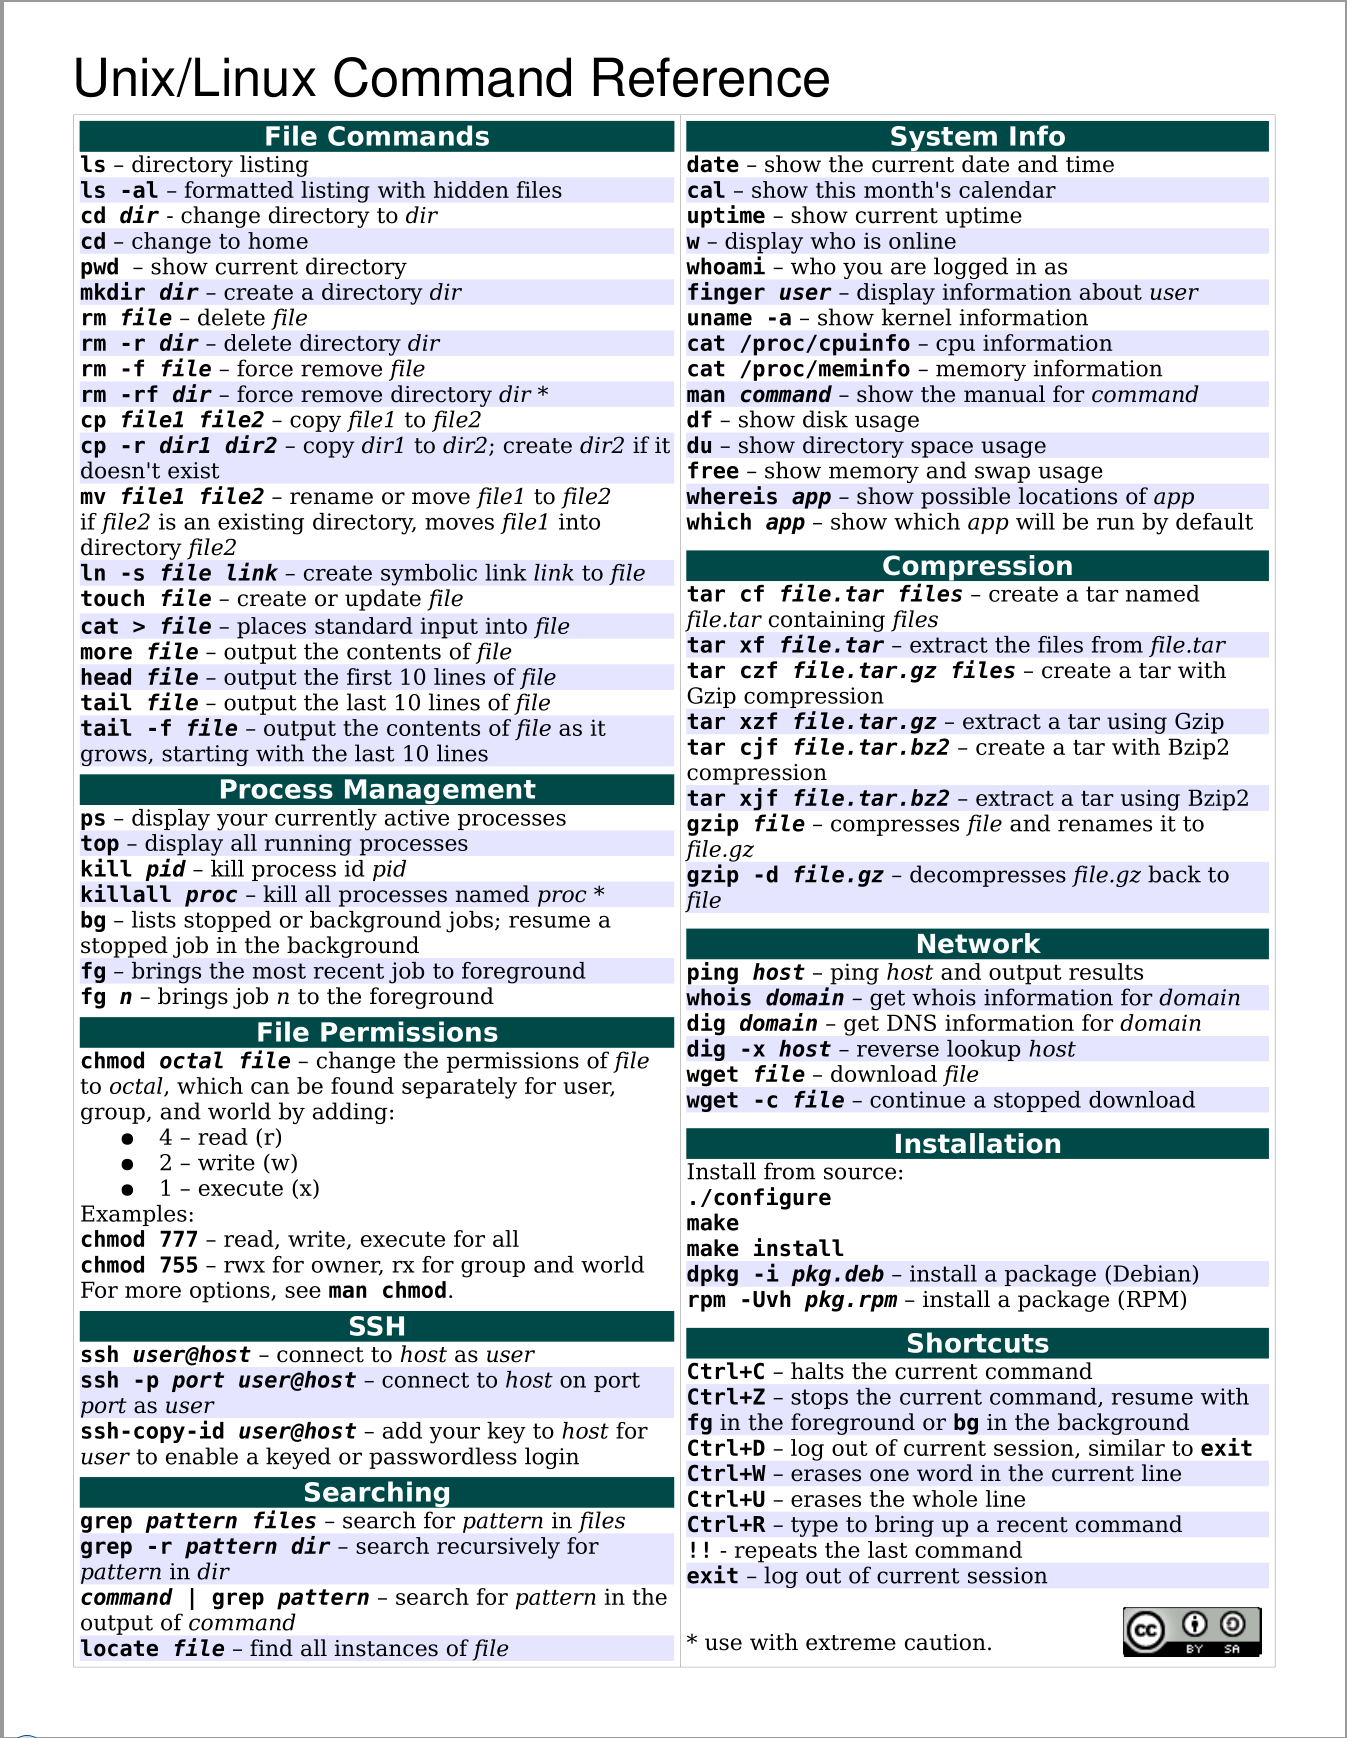 Unix/Linux Command Reference
File Commands
ls – directory listing
ls -al – formatted listing with hidden files
cd dir - change directory to dir
cd – change to home
pwd – show current directory
mkdir dir – create a directory dir
rm file – delete file
rm -r dir – delete directory dir
rm -f file – force remove file
rm -rf dir – force remove directory dir *
cp file1 file2 – copy file1 to file2
cp -r dir1 dir2 – copy dir1 to dir2; create dir2 if it
doesn't exist
mv file1 file2 – rename or move file1 to file2
if file2 is an existing directory, moves file1 into
directory file2
ln -s file link – create symbolic link link to file
touch file – create or update file
cat > file – places standard input into file
more file – output the contents of file
head file – output the first 10 lines of file
tail file – output the last 10 lines of file
tail -f file – output the contents of file as it
grows, starting with the last 10 lines
Process Management
ps – display your currently active processes
top – display all running processes
kill pid – kill process id pid
killall proc – kill all processes named proc *
bg – lists stopped or background jobs; resume a
stopped job in the background
fg – brings the most recent job to foreground
fg n – brings job n to the foreground
File Permissions
chmod octal file – change the permissions of file
to octal, which can be found separately for user,
group, and world by adding:
● 4 – read (r)
● 2 – write (w)
● 1 – execute (x)
Examples:
chmod 777 – read, write, execute for all
chmod 755 – rwx for owner, rx for group and world
For more options, see man chmod.
SSH
ssh user@host – connect to host as user
ssh -p port user@host – connect to host on port
port as user
ssh-copy-id user@host – add your key to host for
user to enable a keyed or passwordless login
Searching
grep pattern files – search for pattern in files
grep -r pattern dir – search recursively for
pattern in dir
command | grep pattern – search for pattern in the
output of command
locate file – find all instances of file
System Info
date – show the current date and time
cal – show this month's calendar
uptime – show current uptime
w – display who is online
whoami – who you are logged in as
finger user – display information about user
uname -a – show kernel information
cat /proc/cpuinfo – cpu information
cat /proc/meminfo – memory information
man command – show the manual for command
df – show disk usage
du – show directory space usage
free – show memory and swap usage
whereis app – show possible locations of app
which app – show which app will be run by default
Compression
tar cf file.tar files – create a tar named
file.tar containing files
tar xf file.tar – extract the files from file.tar
tar czf file.tar.gz files – create a tar with
Gzip compression
tar xzf file.tar.gz – extract a tar using Gzip
tar cjf file.tar.bz2 – create a tar with Bzip2
compression
tar xjf file.tar.bz2 – extract a tar using Bzip2
gzip file – compresses file and renames it to
file.gz
gzip -d file.gz – decompresses file.gz back to
file
Network
ping host – ping host and output results
whois domain – get whois information for domain
dig domain – get DNS information for domain
dig -x host – reverse lookup host
wget file – download file
wget -c file – continue a stopped download
Installation
Install from source:
./configure
make
make install
dpkg -i pkg.deb – install a package (Debian)
rpm -Uvh pkg.rpm – install a package (RPM)
Shortcuts
Ctrl+C – halts the current command
Ctrl+Z – stops the current command, resume with
fg in the foreground or bg in the background
Ctrl+D – log out of current session, similar to exit
Ctrl+W – erases one word in the current line
Ctrl+U – erases the whole line
Ctrl+R – type to bring up a recent command
!! - repeats the last command
exit – log out of current session
* use with extreme caution.
cc BY SA